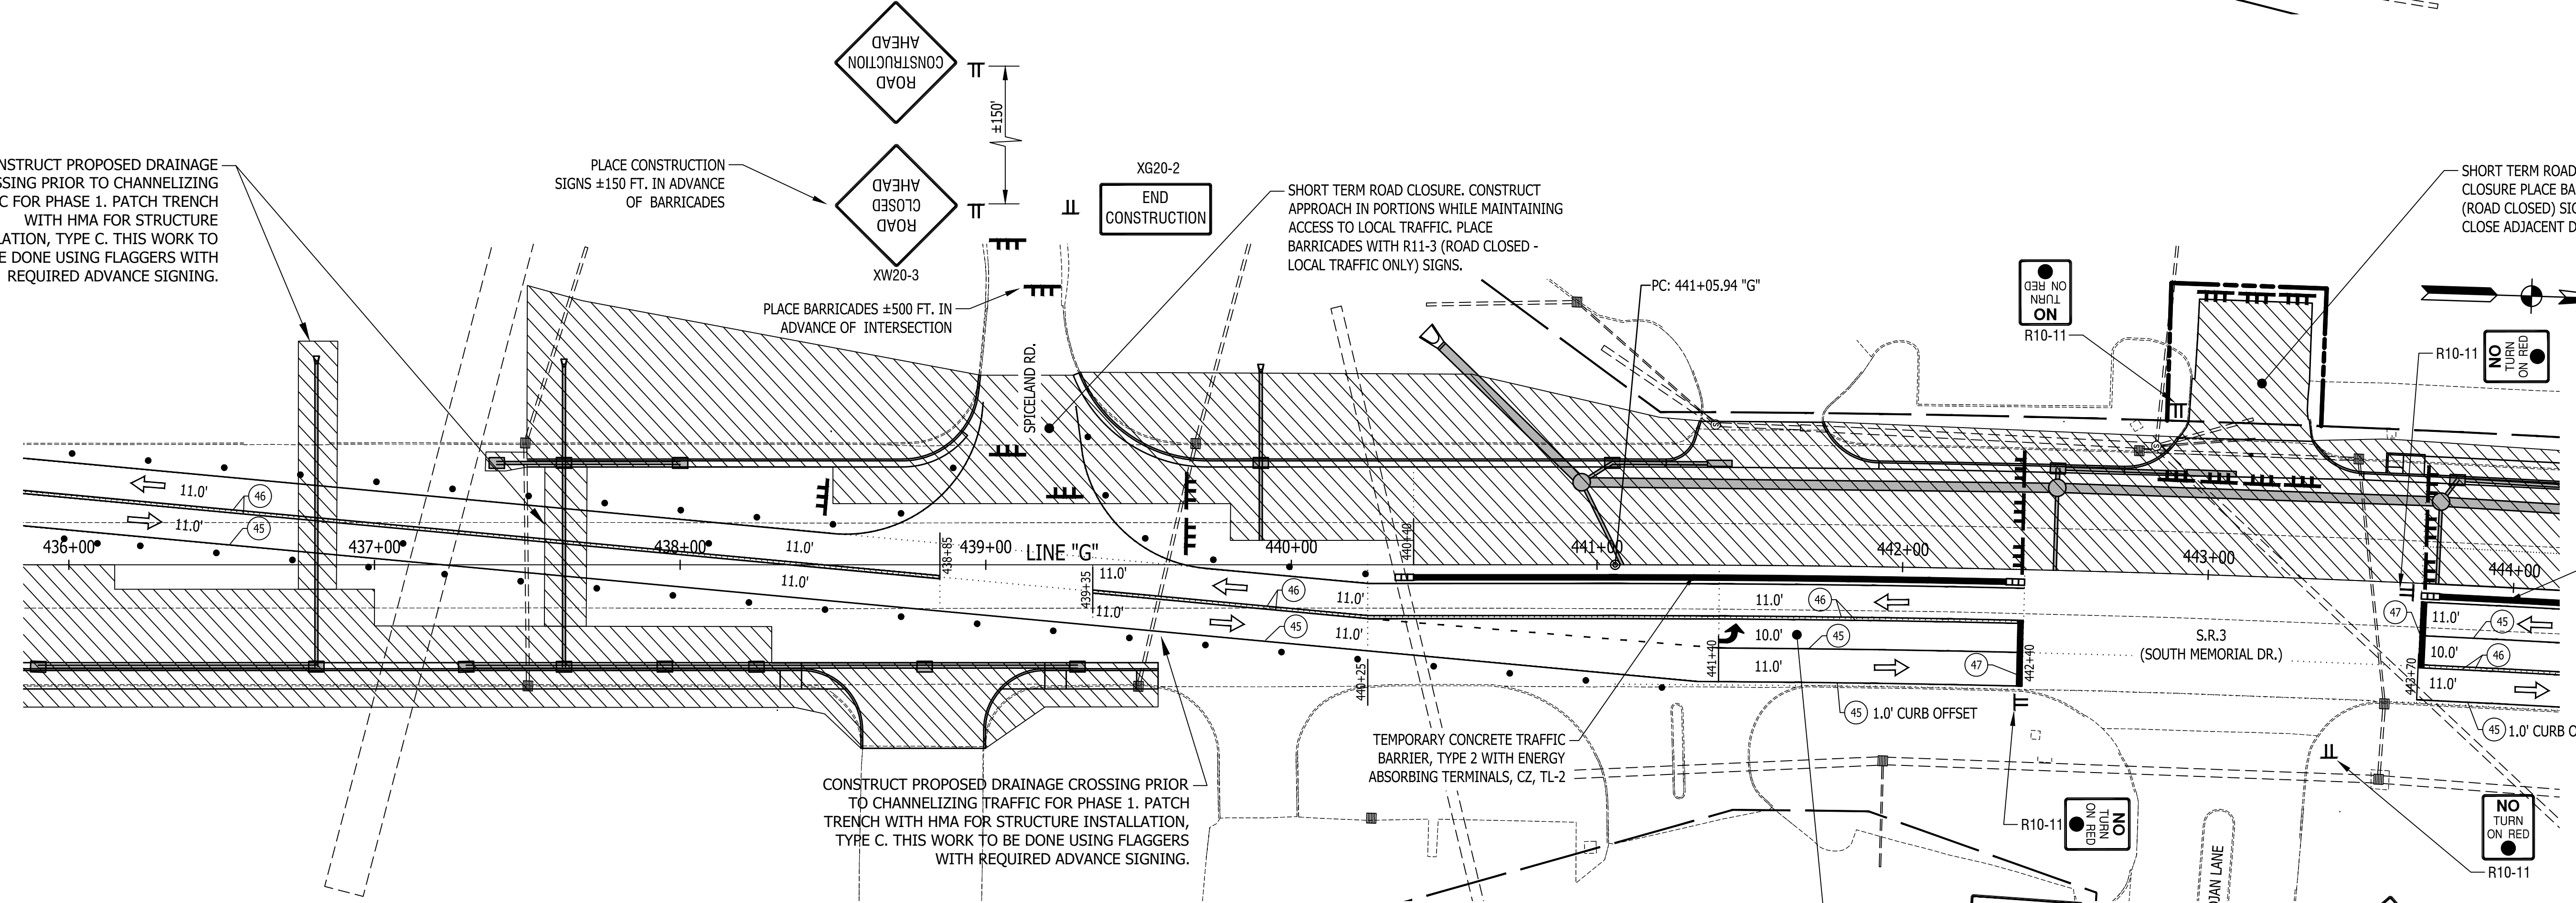 ROAD
CONSTRUCTION
AHEAD
±150'
ROAD
CLOSED
AHEAD
XW20-3
PLACE CONSTRUCTION
SIGNS ±150 FT. IN ADVANCE
OF BARRICADES
XG20-2
END
CONSTRUCTION
CONSTRUCT PROPOSED DRAINAGE
PRIOR TO CHANNELIZING
FOR PHASE 1. PATCH TRENCH
WITH HMA FOR STRUCTURE
TYPE C. THIS WORK TO
DONE USING FLAGGERS WITH
REQUIRED ADVANCE SIGNING.
SHORT TERM ROAD CLOSURE. CONSTRUCT
APPROACH IN PORTIONS WHILE MAINTAINING
ACCESS TO LOCAL TRAFFIC. PLACE
BARRICADES WITH R11-3 (ROAD CLOSED -
LOCAL TRAFFIC ONLY) SIGNS.
PLACE BARRICADES ±500 FT. IN
ADVANCE OF INTERSECTION
SPICELAND RD.
PC: 441+05.94 "G"
SHORT TERM ROAD
CLOSURE PLACE
(ROAD CLOSED)
CLOSE ADJACENT
NO
TURN
ON RED
R10-11
R10-11
NO
TURN
ON RED
11.0'
46
11.0'
45
436+00
437+00
438+00
11.0'
11.0'
438+85
439+00
LINE "G"
439+35
11.0'
11.0'
440+00
46
45
11.0'
11.0'
440+40
440+25
441+00
442+00
443+00
444+00
11.0'
46
10.0'
45
11.0'
441+40
47
442+40
45
1.0' CURB OFFSET
S.R.3
(SOUTH MEMORIAL DR.)
47
11.0'
45
10.0'
46
11.0'
443+70
45
1.0' CURB
TEMPORARY CONCRETE TRAFFIC
BARRIER, TYPE 2 WITH ENERGY
ABSORBING TERMINALS, CZ, TL-2
CONSTRUCT PROPOSED DRAINAGE CROSSING PRIOR
TO CHANNELIZING TRAFFIC FOR PHASE 1. PATCH
TRENCH WITH HMA FOR STRUCTURE INSTALLATION,
TYPE C. THIS WORK TO BE DONE USING FLAGGERS
WITH REQUIRED ADVANCE SIGNING.
R10-11
NO
TURN
ON RED
NO
TURN
ON RED
R10-11
LANE
S
S